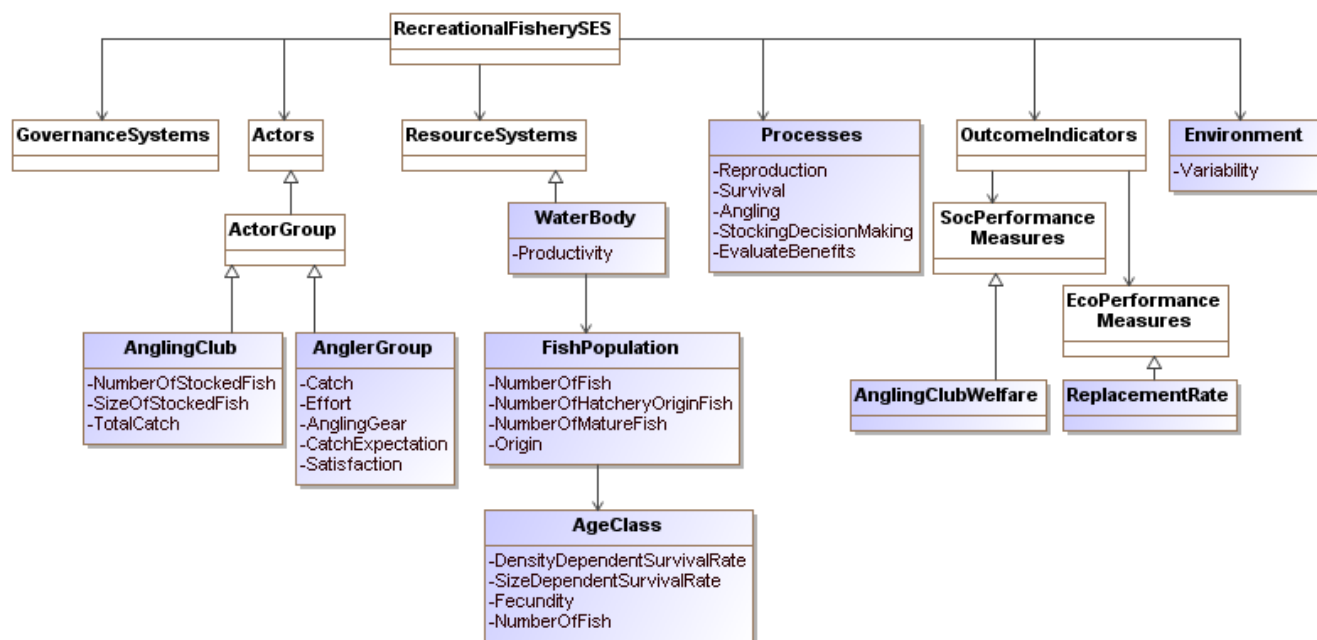 RecreationalFisherySES
GovernanceSystems
Actors
ResourceSystems
Processes
-Reproduction
-Survival
-Angling
-StockingDecisionMaking
-EvaluateBenefits
OutcomeIndicators
Environment
-Variability
ActorGroup
WaterBody
-Productivity
SocPerformance
Measures
EcoPerformance
Measures
AnglingClub
-NumberOfStockedFish
-SizeOfStockedFish
-TotalCatch
AnglerGroup
-Catch
-Effort
-AnglingGear
-CatchExpectation
-Satisfaction
FishPopulation
-NumberOfFish
-NumberOfHatcheryOriginFish
-NumberOfMatureFish
-Origin
AnglingClubWelfare
ReplacementRate
AgeClass
-DensityDependentSurvivalRate
-SizeDependentSurvivalRate
-Fecundity
-NumberOfFish